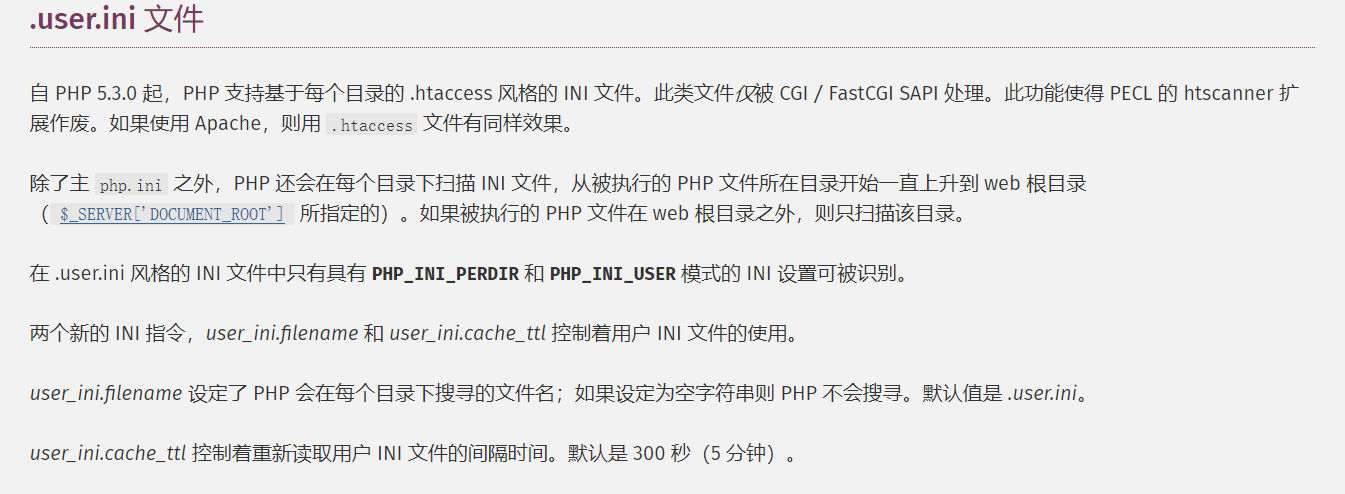 .user.ini 文件
自 PHP 5.3.0 起，PHP 支持基于每个目录的 .htaccess 风格的 INI 文件。此类文件仅被 CGI / FastCGI SAPI 处理。此功能使得 PECL 的 htscanner 扩
展作废。如果使用 Apache，则用 .htaccess 文件有同样效果。
除了主 php.ini 之外，PHP 还会在每个目录下扫描 INI 文件，从被执行的 PHP 文件所在目录开始一直上升到 web 根目录
（$_SERVER['DOCUMENT_ROOT'] 所指定的）。如果被执行的 PHP 文件在 web 根目录之外，则只扫描该目录。
在 .user.ini 风格的 INI 文件中只有具有 PHP_INI_PERDIR 和 PHP_INI_USER 模式的 INI 设置可被识别。
两个新的 INI 指令，user_ini.filename 和 user_ini.cache_ttl 控制着用户 INI 文件的使用。
user_ini.filename 设定了 PHP 会在每个目录下搜寻的文件名；如果设定为空字符串则 PHP 不会搜寻。默认值是 .user.ini。
user_ini.cache_ttl 控制着重新读取用户 INI 文件的间隔时间。默认是 300 秒（5 分钟）。